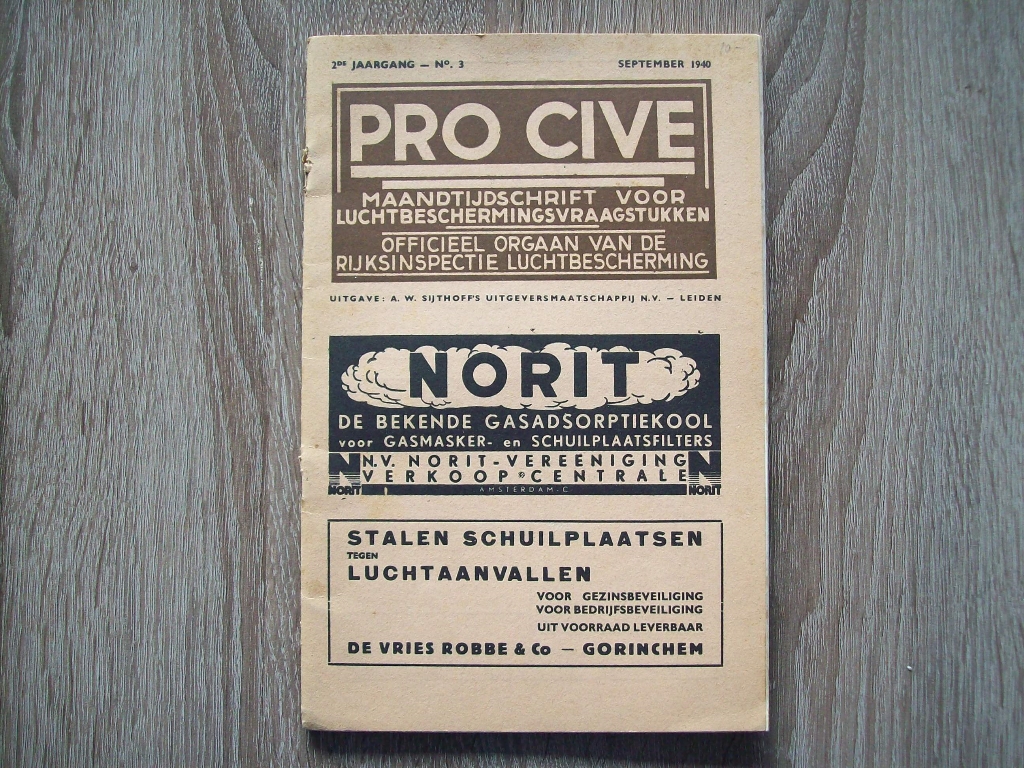 2DE JAARGANG — No. 3 SEPTEMBER 1940
PRO CIVE
MAANDTIJDSCHRIFT VOOR
LUCHTBESCHERMINGSVRAAGSTUKKEN
OFFICIEEL ORGAAN VAN DE
RIJKSINSPECTIE LUCHTBESCHERMING
UITGAVE: A. W. SIJTHOFF'S UITGEVERSMAATSCHAPPIJ N.V. — LEIDEN
NORIT
DE BEKENDE GASADSORPTIEKOOL
voor GASMASKER- en SCHUILPLAATSFILTERS
N N.V. NORIT-VEREENIGING N
VERKOOP CENTRALE
NORIT AMSTERDAM-C NORIT
STALEN SCHUILPLAATSEN
TEGEN
LUCHTAANVALLEN
VOOR GEZINSBEVEILIGING
VOOR BEDRIJFSBEVEILIGING
UIT VOORRAAD LEVERBAAR
DE VRIES ROBBE & Co — GORINCHEM